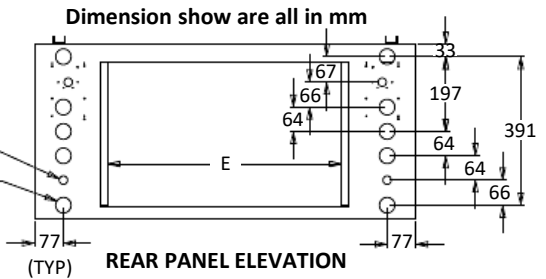 Dimension show are all in mm
33
67
66
197
64
391
E
64
64
66
77
77
(TYP)
REAR PANEL ELEVATION